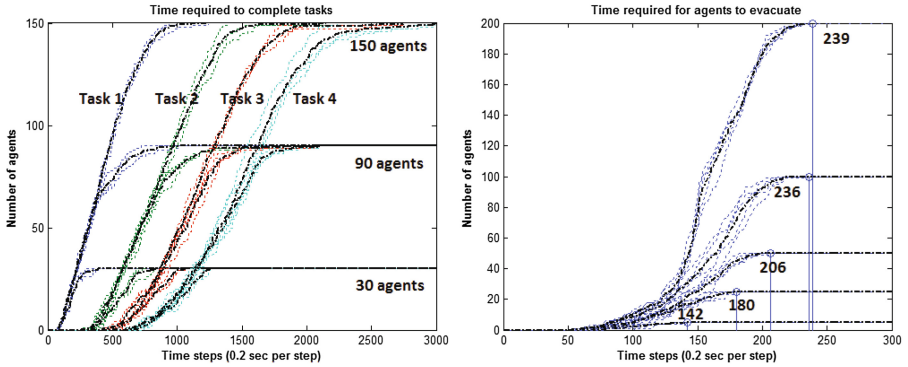 Time required to complete tasks
150
100
50
0
Number of agents
150 agents
Task 1 Task 2 Task 3 Task 4
90 agents
30 agents
0 500 1000 1500 2000 2500 3000
Time steps (0.2 sec per step)
Time required for agents to evacuate
200
180
160
140
120
100
80
60
40
20
0
Number of agents
239
236
206
180
142
0 50 100 150 200 250 300
Time steps (0.2 sec per step)